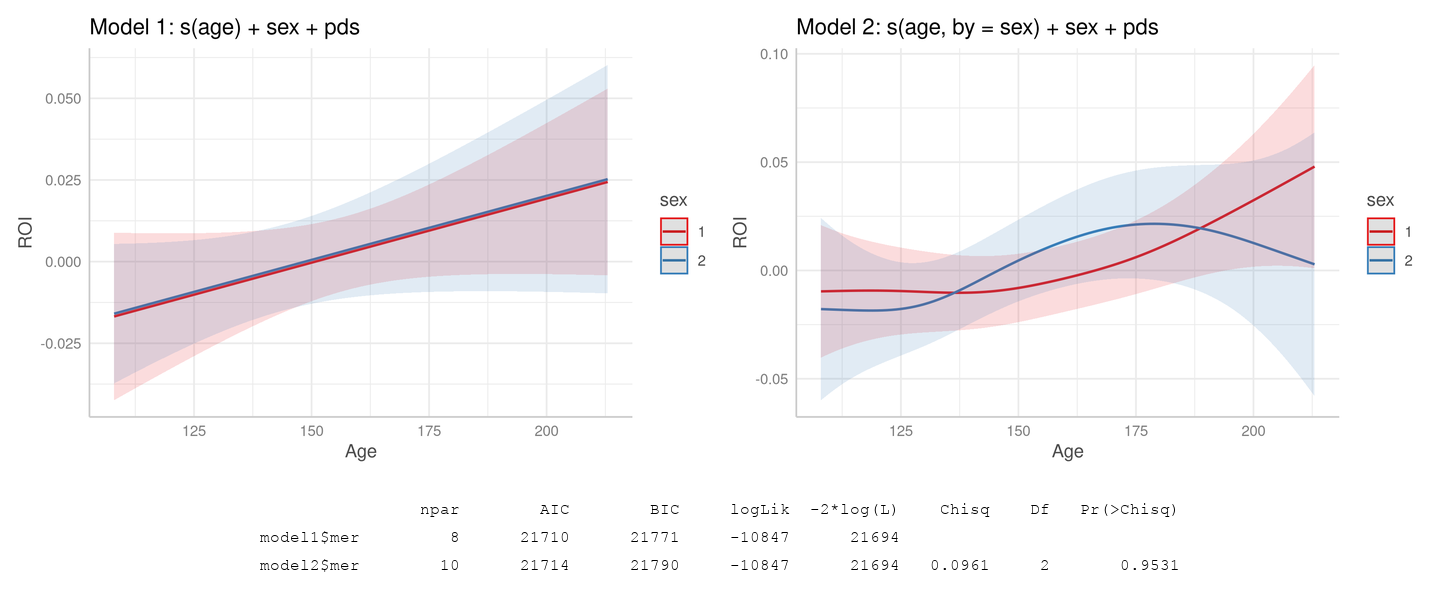 Model 1: s(age) + sex + pds
0.050
0.025
0.000
-0.025
ROI
125 150 175 200
Age
sex
1
2
Model 2: s(age, by = sex) + sex + pds
0.10
0.05
0.00
-0.05
ROI
125 150 175 200
Age
sex
1
2
npar AIC BIC logLik -2*log(L) Chisq Df Pr(>Chisq)
model1$mer 8 21710 21771 -10847 21694
model2$mer 10 21714 21790 -10847 21694 0.0961 2 0.9531